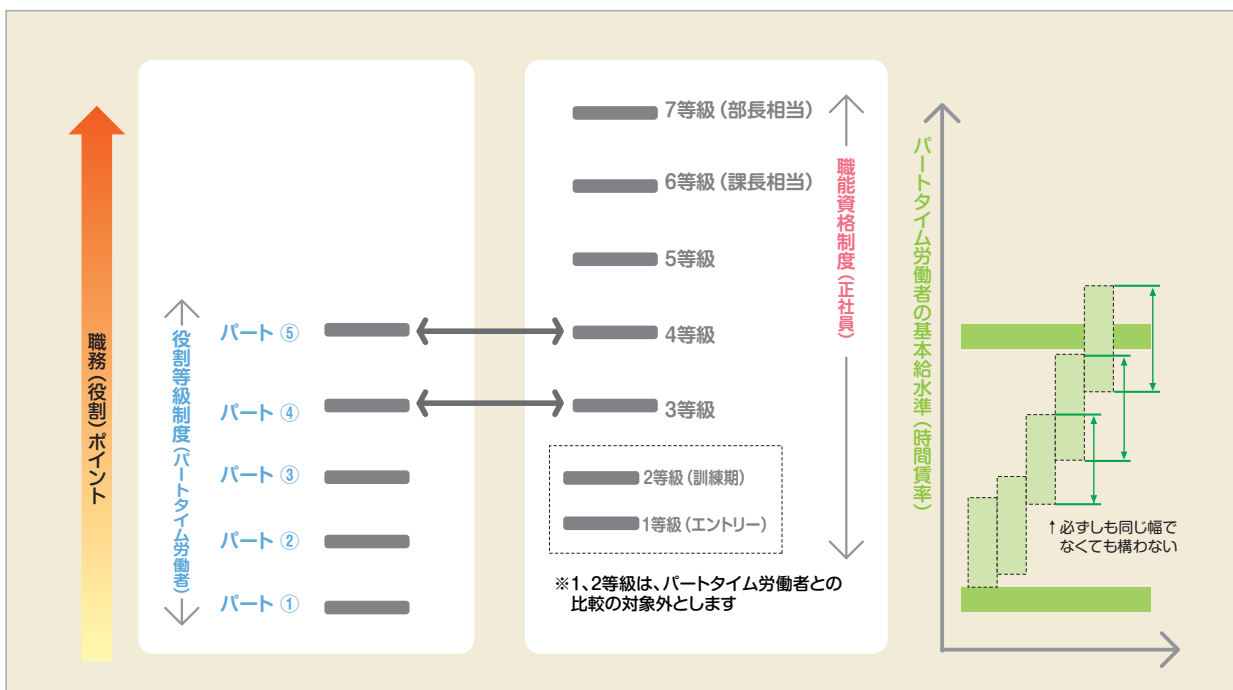 職務（役割）ポイント
役割等級制度（パートタイム労働者）
パート ⑤
パート ④
パート ③
パート ②
パート ①
7等級（部長相当）
6等級（課長相当）
5等級
4等級
3等級
2等級（訓練期）
1等級（エントリー）
※1、2等級は、パートタイム労働者との
比較の対象外とします
職能資格制度（正社員）
パートタイム労働者の基本給水準（時間賃率）
↑必ずしも同じ幅で
なくても構わない